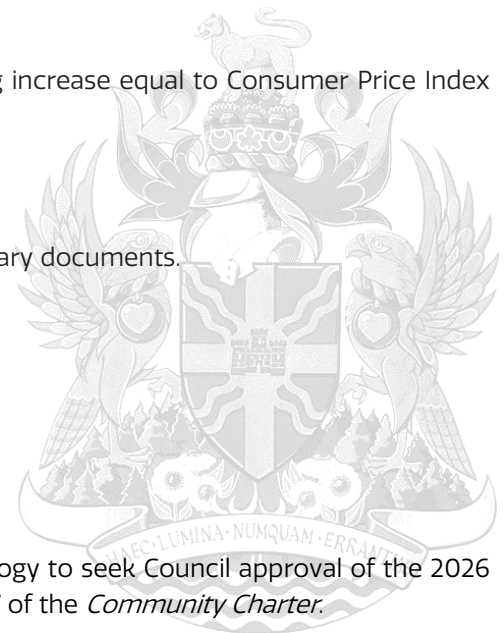 increase equal to Consumer Price Index
ary documents.
HAEC·LUMINA·NUMQUAM
ogy to seek Council approval of the 2026
of the Community Charter.